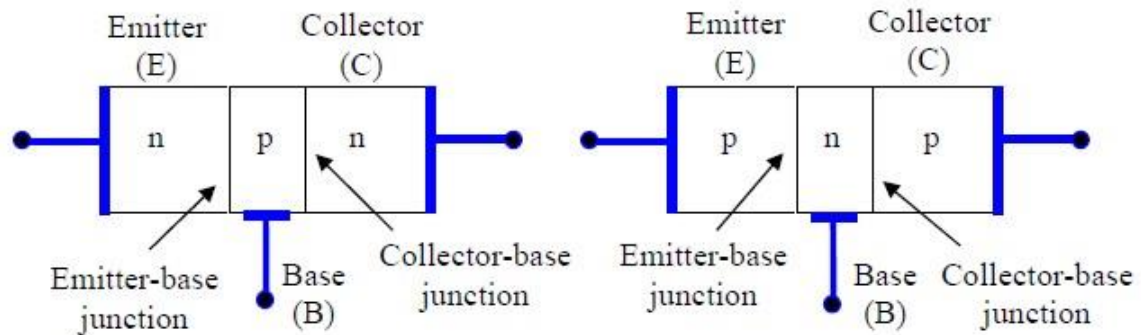 Emitter
(E)
Collector
(C)
n
p
n
Emitter-base
junction
Base
(B)
Collector-base
junction
Emitter
(E)
Collector
(C)
p
n
p
Emitter-base
junction
Base
(B)
Collector-base
junction